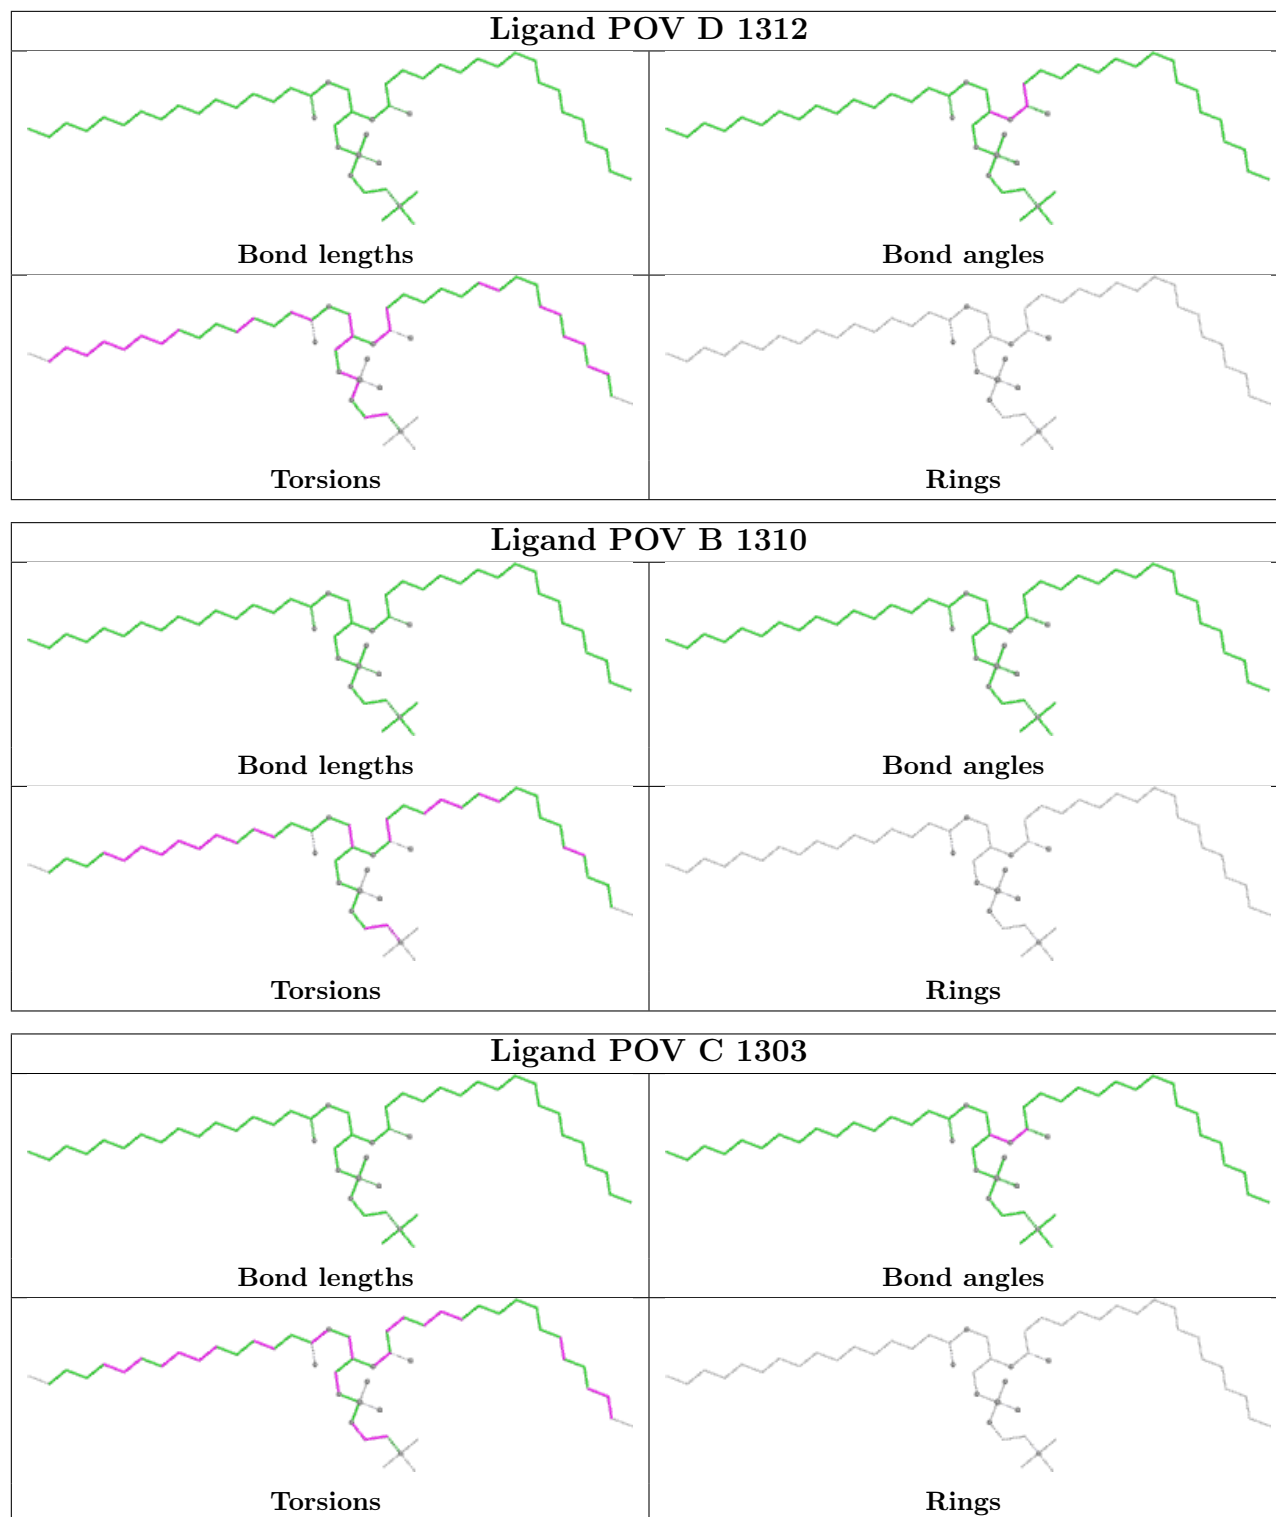 Ligand POV D 1312
Bond lengths
Bond angles
Torsions
Rings
Ligand POV B 1310
Bond lengths
Bond angles
Torsions
Rings
Ligand POV C 1303
Bond lengths
Bond angles
Torsions
Rings